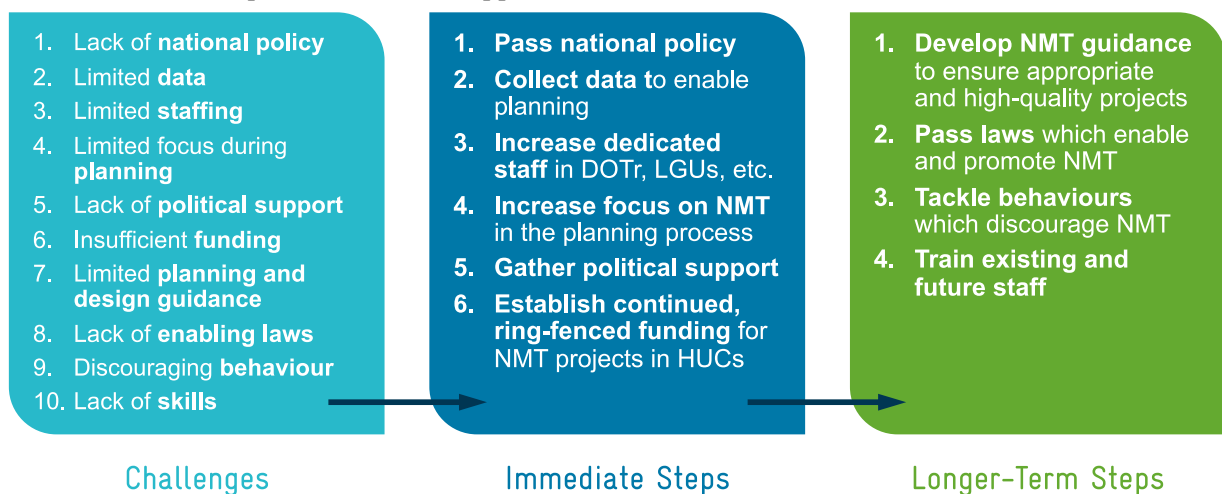 1. Lack of national policy
2. Limited data
3. Limited staffing
4. Limited focus during
planning
5. Lack of political support
6. Insufficient funding
7. Limited planning and
design guidance
8. Lack of enabling laws
9. Discouraging behaviour
10. Lack of skills
Challenges
1. Pass national policy
2. Collect data to enable
planning
3. Increase dedicated
staff in DOTr, LGUs, etc.
4. Increase focus on NMT
in the planning process
5. Gather political support
6. Establish continued,
ring-fenced funding for
NMT projects in HUCs
Immediate Steps
1. Develop NMT guidance
to ensure appropriate
and high-quality projects
2. Pass laws which enable
and promote NMT
3. Tackle behaviours
which discourage NMT
4. Train existing and
future staff
Longer-Term Steps